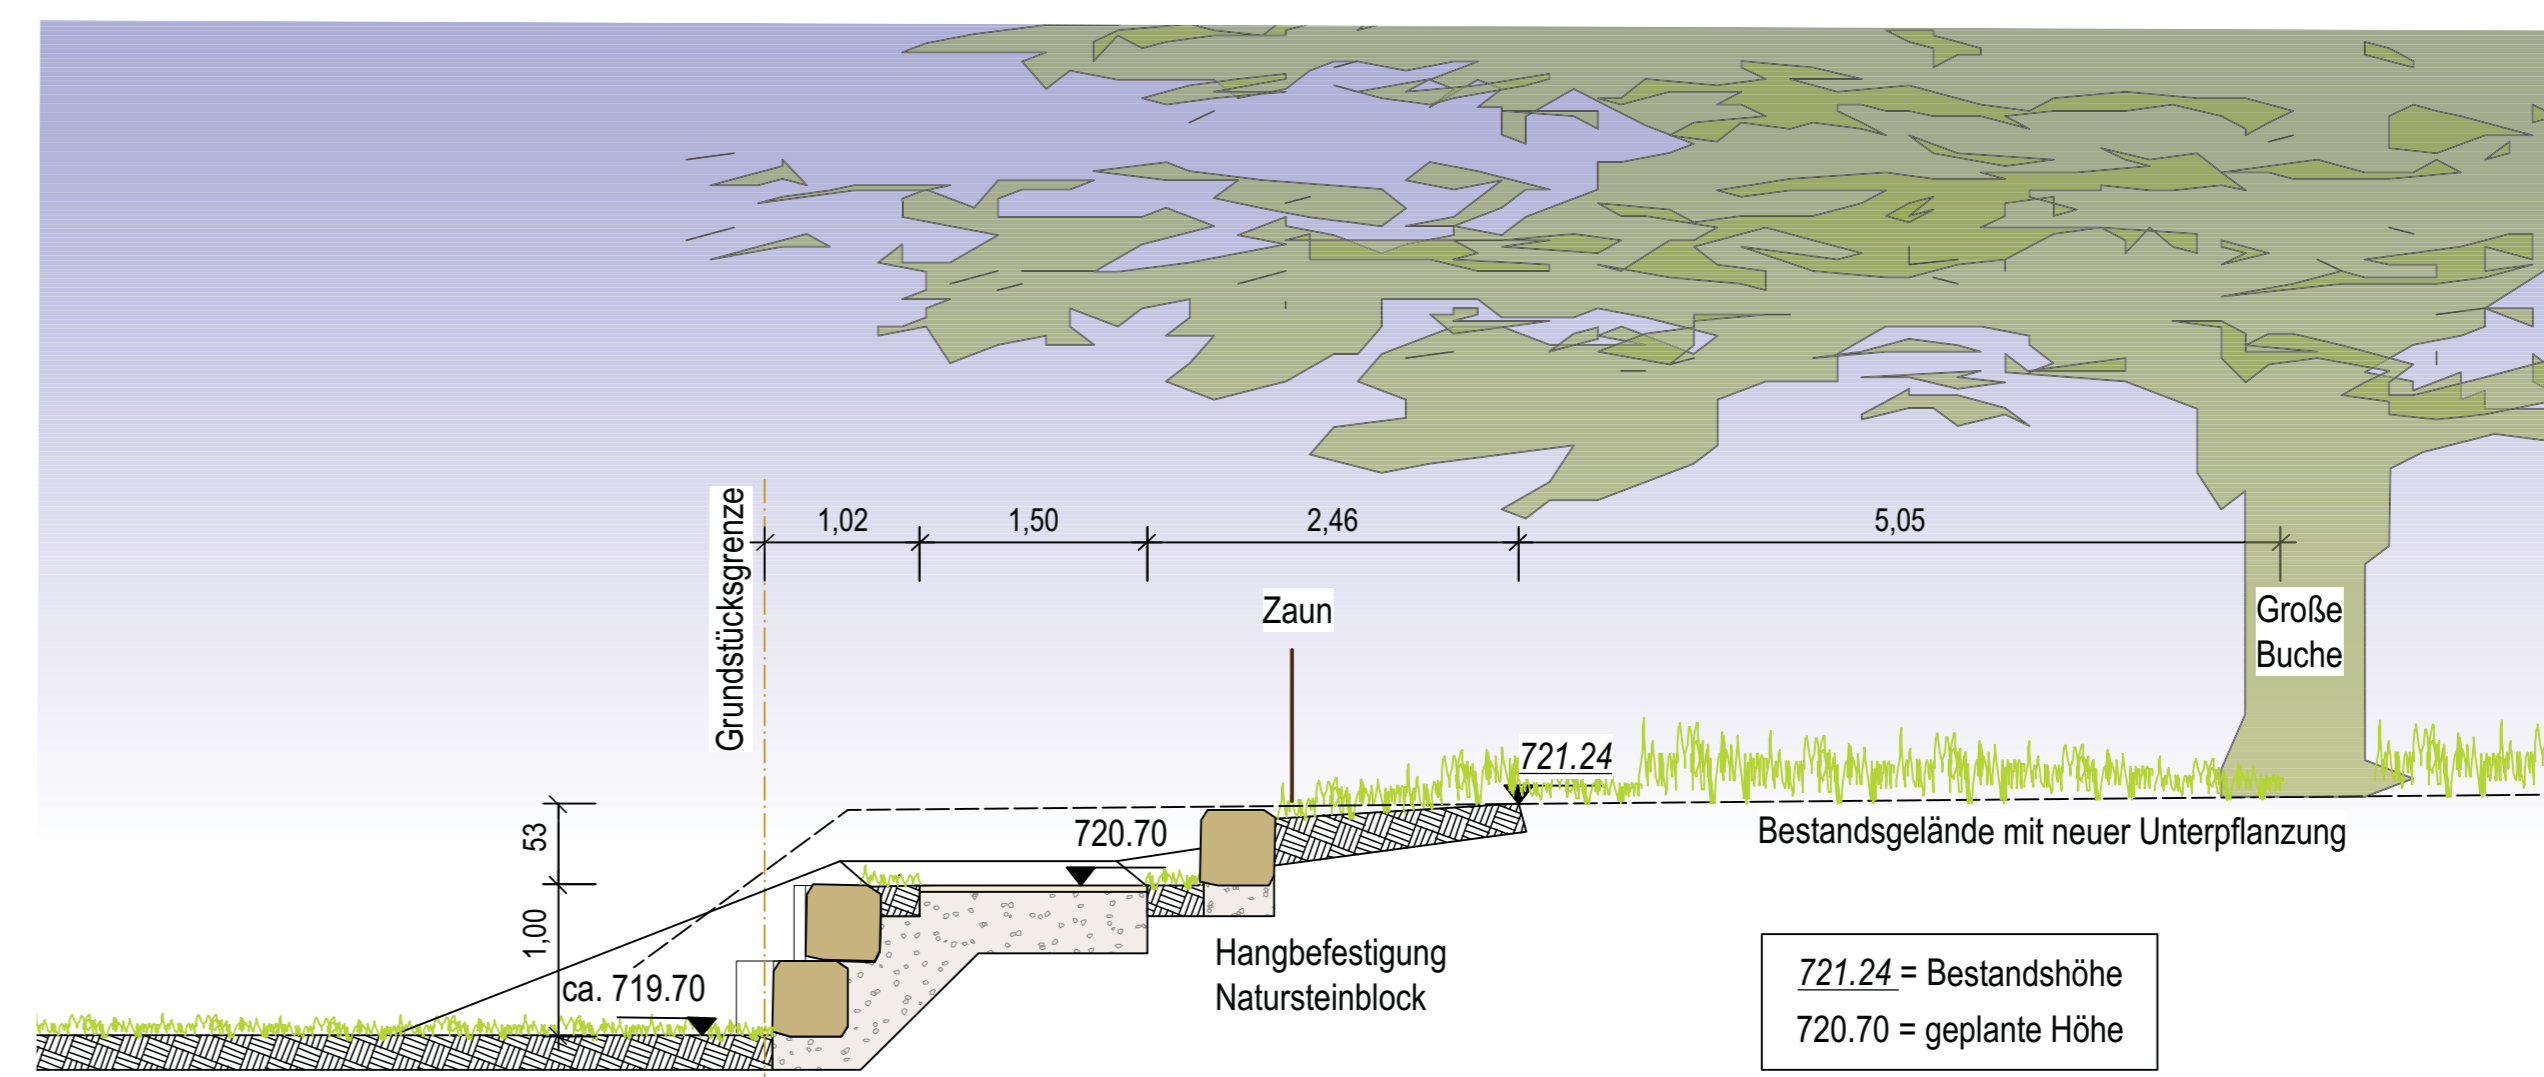 Grundstücksgrenze
1,02
1,50
2,46
5,05
Zaun
Große
Buche
721.24
53
720.70
Bestandsgelände mit neuer Unterpflanzung
1,00
ca. 719.70
Hangbefestigung
Natursteinblock
721.24 = Bestandshöhe
720.70 = geplante Höhe